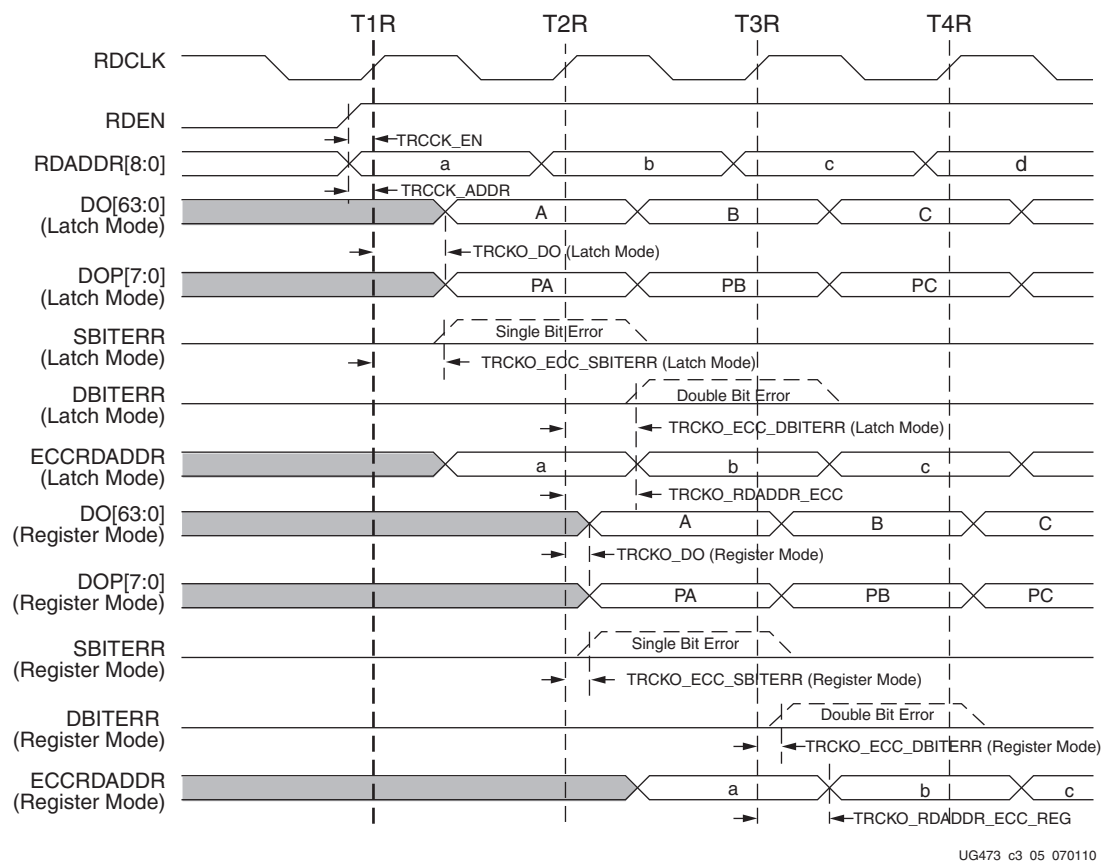 T1R T2R T3R T4R
RDCLK
RDEN
TRCCK_EN
RDADDR[8:0] a b c d
TRCCK_ADDR
DO[63:0]
(Latch Mode) A B C
TRCKO_DO (Latch Mode)
DOP[7:0]
(Latch Mode) PA PB PC
SBITERR
(Latch Mode)
Single Bit Error
TRCKO_ECC_SBITERR (Latch Mode)
DBITERR
(Latch Mode)
Double Bit Error
TRCKO_ECC_DBITERR (Latch Mode)
ECCRDADDR
(Latch Mode) a b c
TRCKO_RDADDR_ECC
DO[63:0]
(Register Mode) A B C
TRCKO_DO (Register Mode)
DOP[7:0]
(Register Mode) PA PB PC
SBITERR
(Register Mode)
Single Bit Error
TRCKO_ECC_SBITERR (Register Mode)
DBITERR
(Register Mode)
Double Bit Error
TRCKO_ECC_DBITERR (Register Mode)
ECCRDADDR
(Register Mode) a b c
TRCKO_RDADDR_ECC_REG
UG473_c3_05_070110